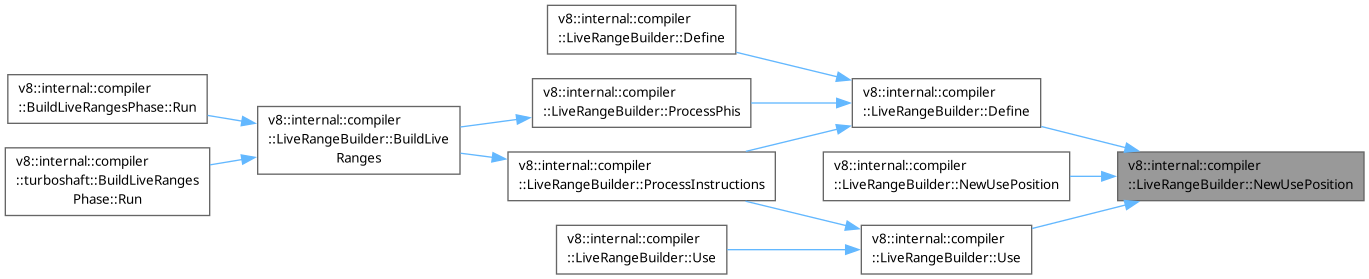 v8::internal::compiler
::LiveRangeBuilder::Define
v8::internal::compiler
::BuildLiveRangesPhase::Run
v8::internal::compiler
::turboshaft::BuildLiveRanges
Phase::Run
v8::internal::compiler
::LiveRangeBuilder::BuildLive
Ranges
v8::internal::compiler
::LiveRangeBuilder::ProcessPhis
v8::internal::compiler
::LiveRangeBuilder::ProcessInstructions
v8::internal::compiler
::LiveRangeBuilder::Use
v8::internal::compiler
::LiveRangeBuilder::Define
v8::internal::compiler
::LiveRangeBuilder::NewUsePosition
v8::internal::compiler
::LiveRangeBuilder::Use
v8::internal::compiler
::LiveRangeBuilder::NewUsePosition